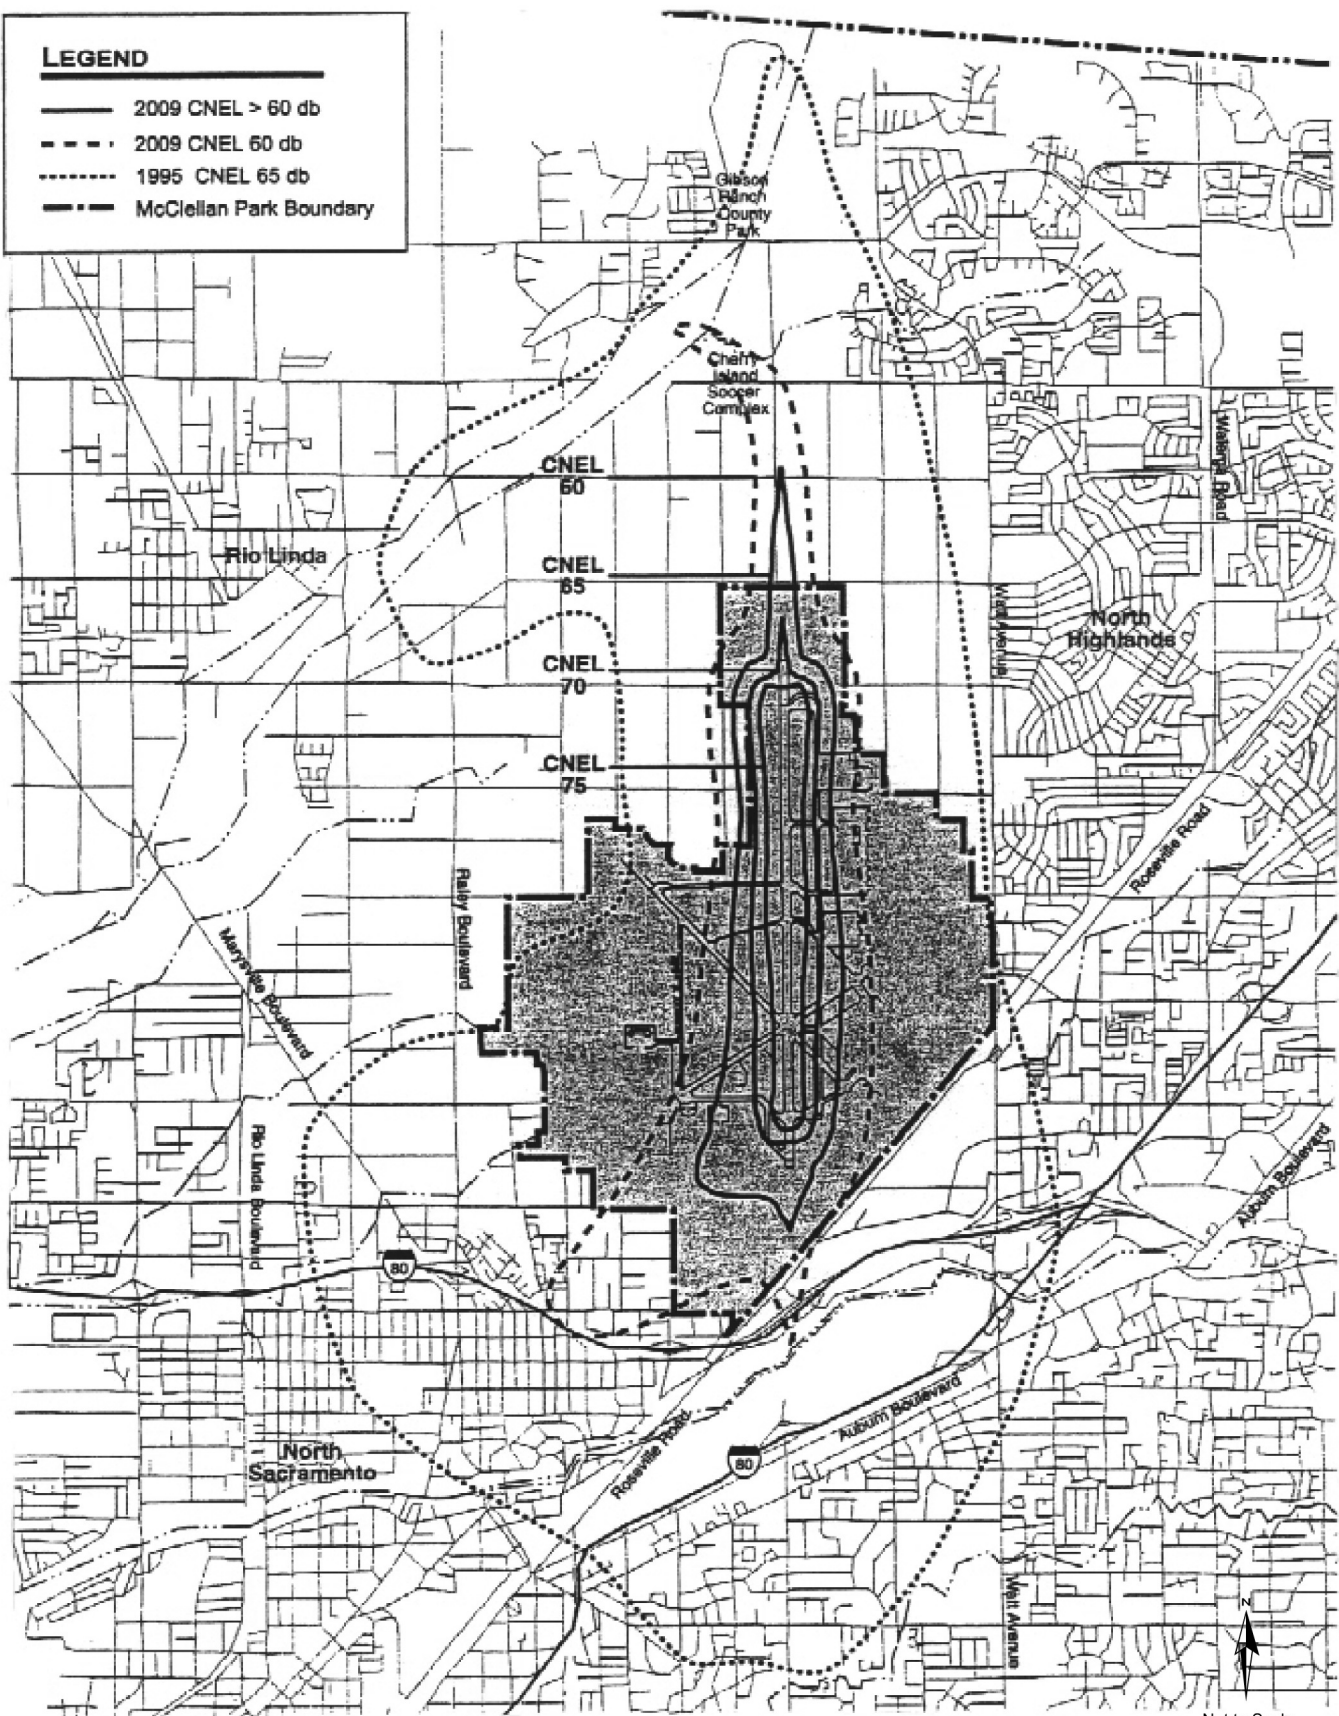 LEGEND
2009 CNEL > 60 db
2009 CNEL 60 db
1995 CNEL 65 db
McClellan Park Boundary
Gibson
Ranch
County
Park
Cherry
Island
Soccer
Complex
CNEL
60
Watt Avenue
Rio Linda
CNEL
65
North
Highlands
CNEL
70
CNEL
75
Roseville Road
Raley Boulevard
Marysville Boulevard
Rio Linda Boulevard
Auburn Boulevard
80
North
Sacramento
Roseville Road
80
Auburn Boulevard
Watt Avenue
N